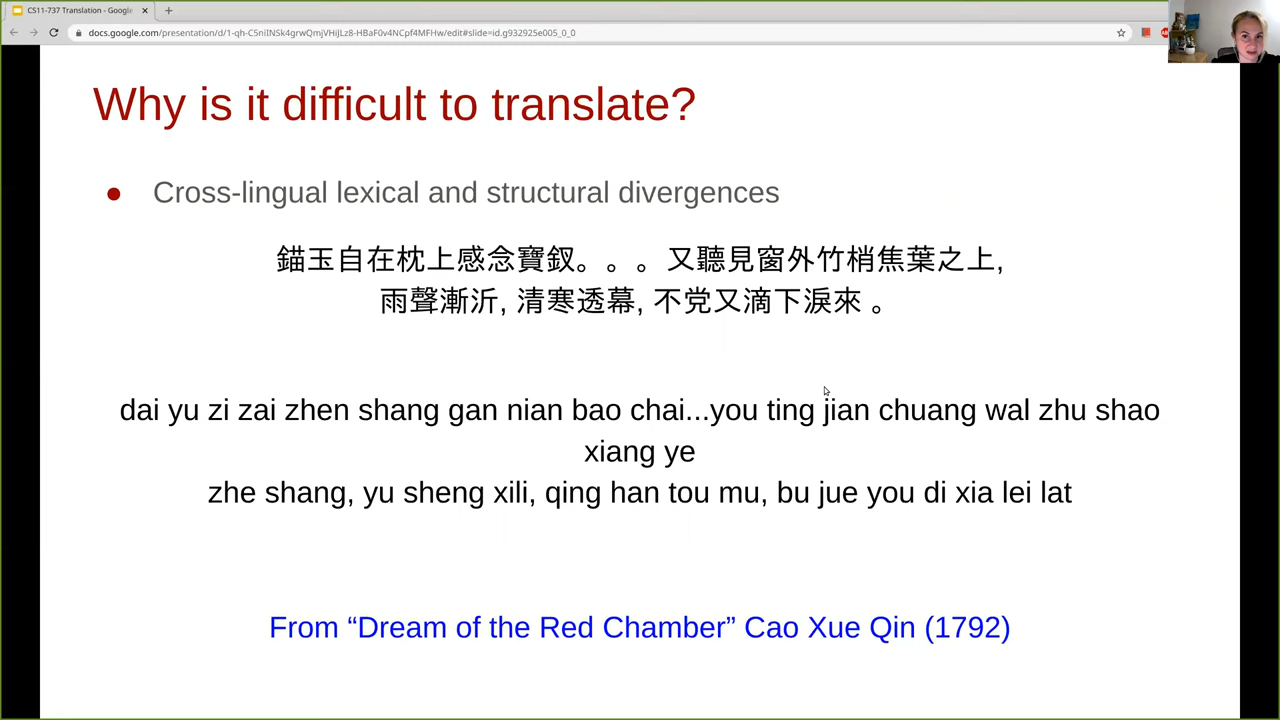 CS11-737 Translation - Google
docs.google.com/presentation/d/1-qh-C5niINSk4grwQmjVHiJLz8-HBaF0v4NCpf4MFHw/edit#slide=id.g932925e005_0_0
Why is it difficult to translate?
● Cross-lingual lexical and structural divergences
錨玉自在枕上感念寶釵。。。又聽見窗外竹梢焦葉之上,
雨聲漸沂, 清寒透幕, 不党又滴下淚來 。
dai yu zi zai zhen shang gan nian bao chai...you ting jian chuang wal zhu shao
xiang ye
zhe shang, yu sheng xili, qing han tou mu, bu jue you di xia lei lat
From “Dream of the Red Chamber” Cao Xue Qin (1792)